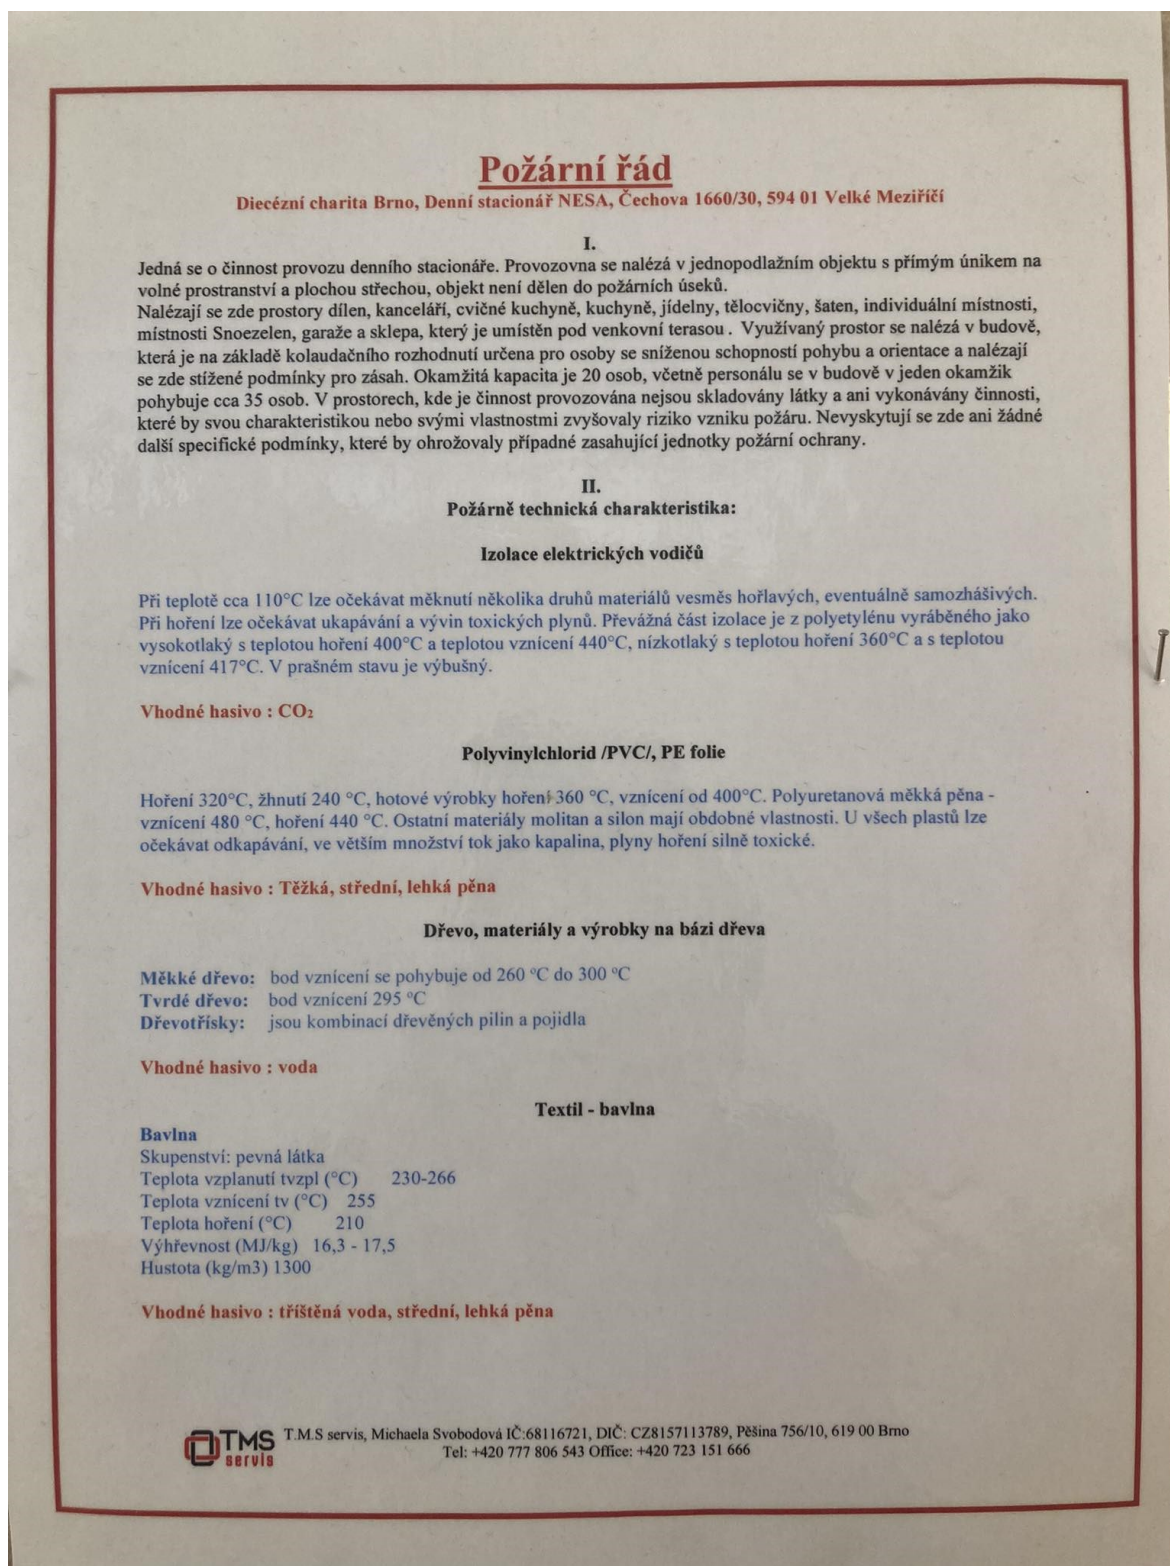 Požární řád
Diecézní charita Brno, Denní stacionář NESA, Čechova 1660/30, 594 01 Velké Meziříčí
I.
Jedná se o činnost provozu denního stacionáře. Provozovna se nalézá v jednopodlažním objektu s přímým únikem na
volné prostranství a plochou střechou, objekt není dělen do požárních úseků.
Nalézají se zde prostory dílen, kanceláří, cvičné kuchyně, kuchyně, jídelny, tělocvičny, šaten, individuální místnosti,
místnosti Snoezelen, garaže a sklepa, který je umístěn pod venkovní terasou . Využívaný prostor se nalézá v budově,
která je na základě kolaudačního rozhodnutí určena pro osoby se sníženou schopností pohybu a orientace a nalézají
se zde stížené podmínky pro zásah. Okamžitá kapacita je 20 osob, včetně personálu se v budově v jeden okamžik
pohybuje cca 35 osob. V prostorech, kde je činnost provozována nejsou skladovány látky a ani vykonávány činnosti,
které by svou charakteristikou nebo svými vlastnostmi zvyšovaly riziko vzniku požáru. Nevyskytují se zde ani žádné
další specifické podmínky, které by ohrožovaly případné zasahující jednotky požární ochrany.
II.
Požárně technická charakteristika:
Izolace elektrických vodičů
Při teplotě cca 110°C lze očekávat měknutí několika druhů materiálů vesměs hořlavých, eventuálně samozhášivých.
Při hoření lze očekávat ukapávání a vývin toxických plynů. Převážná část izolace je z polyetylénu vyráběného jako
vysokotlaký s teplotou hoření 400°C a teplotou vznícení 440°C, nízkotlaký s teplotou hoření 360°C a s teplotou
vznícení 417°C. V prašném stavu je výbušný.
Vhodné hasivo : CO₂
Polyvinylchlorid /PVC/, PE folie
Hoření 320°C, žhnutí 240 °C, hotové výrobky hoření 360 °C, vznícení od 400°C. Polyuretanová měkká pěna -
vznícení 480 °C, hoření 440 °C. Ostatní materiály molitan a silon mají obdobné vlastnosti. U všech plastů lze
očekávat odkapávání, ve větším množství tok jako kapalina, plyny hoření silně toxické.
Vhodné hasivo : Těžká, střední, lehká pěna
Dřevo, materiály a výrobky na bázi dřeva
Měkké dřevo: bod vznícení se pohybuje od 260 °C do 300 °C
Tvrdé dřevo: bod vznícení 295 °C
Dřevotřísky: jsou kombinací dřevěných pilin a pojidla
Vhodné hasivo : voda
Textil - bavlna
Bavlna
Skupenství: pevná látka
Teplota vzplanutí tvzpl (°C) 230-266
Teplota vznícení tv (°C) 255
Teplota hoření (°C) 210
Výhřevnost (MJ/kg) 16,3 - 17,5
Hustota (kg/m3) 1300
Vhodné hasivo : tříštěná voda, střední, lehká pěna
TMS servis
T.M.S servis, Michaela Svobodová IČ:68116721, DIČ: CZ8157113789, Pěšina 756/10, 619 00 Brno
Tel: +420 777 806 543 Office: +420 723 151 666